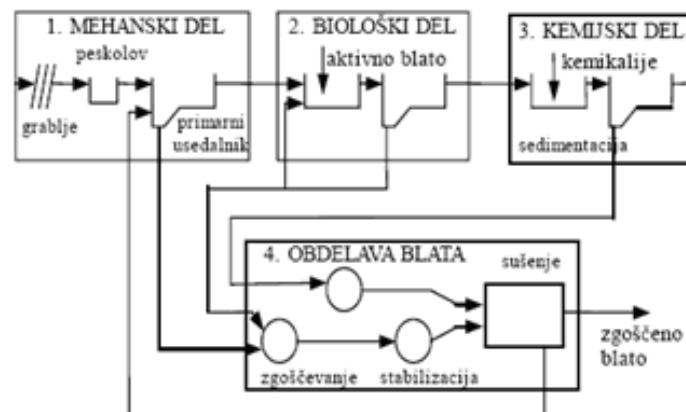 1. MEHANSKI DEL
peskolov
grablje
primarni
usedalnik
2. BIOLOŠKI DEL
aktivno blato
3. KEMIJSKI DEL
kemikalije
sedimentacija
4. OBDELAVA BLATA
sušenje
zgoščevanje
stabilizacija
zgoščeno
blato